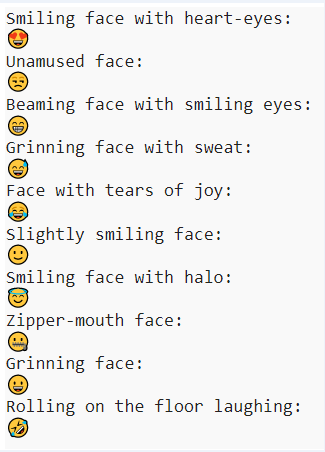 Smiling face with heart-eyes:
😍
Unamused face:
😒
Beaming face with smiling eyes:
😁
Grinning face with sweat:
😅
Face with tears of joy:
😂
Slightly smiling face:
🙂
Smiling face with halo:
😇
Zipper-mouth face:
🤐
Grinning face:
😀
Rolling on the floor laughing:
🤣